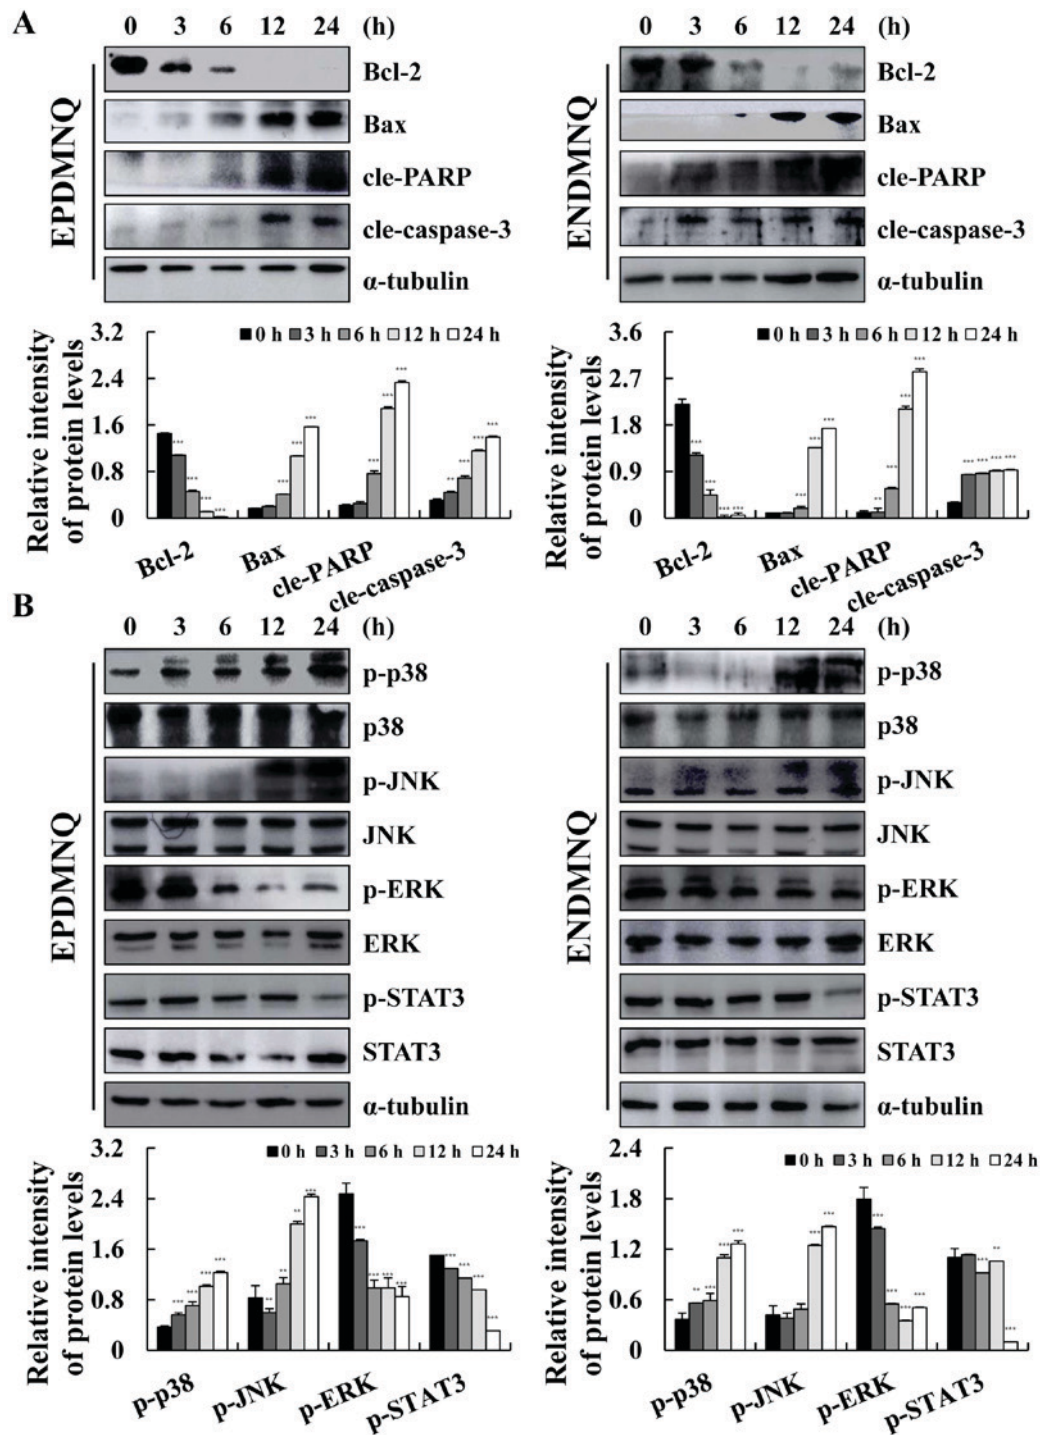 A
0 3 6 12 24 (h)
EPDMNQ
Bcl-2
Bax
cle-PARP
cle-caspase-3
α-tubulin
0 3 6 12 24 (h)
ENDMNQ
Bcl-2
Bax
cle-PARP
cle-caspase-3
α-tubulin
Relative intensity
of protein levels
3.2
2.4
1.6
0.8
0
0 h 3 h 6 h 12 h 24 h
*** *** *** *** *** *** *** *** *** *** ** *** *** ***
Bcl-2 Bax cle-PARP cle-caspase-3
Relative intensity
of protein levels
3.6
2.7
1.8
0.9
0
0 h 3 h 6 h 12 h 24 h
*** *** *** *** *** *** *** ** *** *** *** *** *** *** ***
Bcl-2 Bax cle-PARP cle-caspase-3
B
0 3 6 12 24 (h)
EPDMNQ
p-p38
p38
p-JNK
JNK
p-ERK
ERK
p-STAT3
STAT3
α-tubulin
0 3 6 12 24 (h)
ENDMNQ
p-p38
p38
p-JNK
JNK
p-ERK
ERK
p-STAT3
STAT3
α-tubulin
Relative intensity
of protein levels
3.2
2.4
1.6
0.8
0
0 h 3 h 6 h 12 h 24 h
*** *** *** *** ** ** ** *** *** *** *** *** *** *** *** ***
p-p38 p-JNK p-ERK p-STAT3
Relative intensity
of protein levels
2.4
1.8
1.2
0.6
0
0 h 3 h 6 h 12 h 24 h
** *** *** *** *** *** *** *** *** *** *** ** ***
p-p38 p-JNK p-ERK p-STAT3